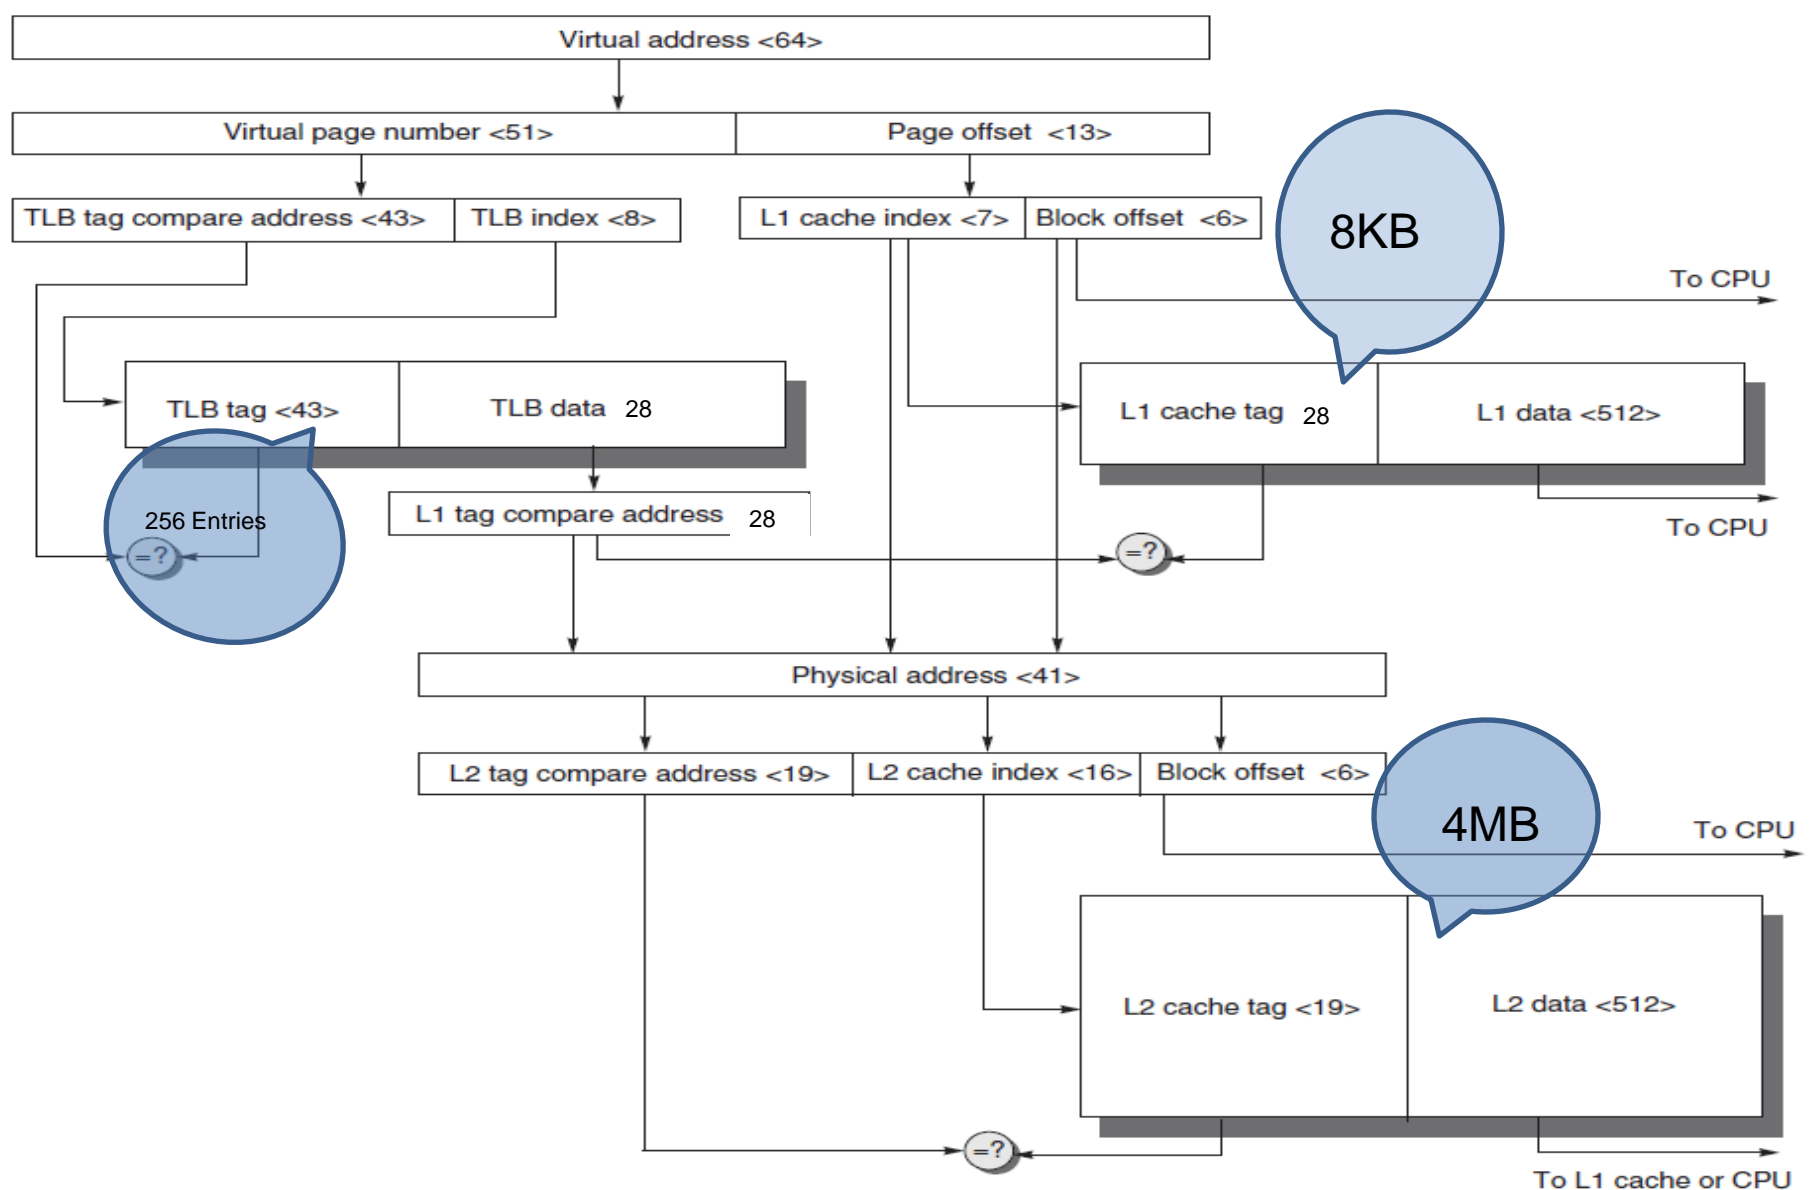 Virtual address <64>
Virtual page number <51>
Page offset <13>
TLB tag compare address <43>
TLB index <8>
L1 cache index <7>
Block offset <6>
8KB
To CPU
TLB tag <43>
TLB data 28
L1 cache tag 28
L1 data <512>
256 Entries
L1 tag compare address 28
To CPU
=?
=?
Physical address <41>
L2 tag compare address <19>
L2 cache index <16>
Block offset <6>
4MB
To CPU
L2 cache tag <19>
L2 data <512>
=?
To L1 cache or CPU